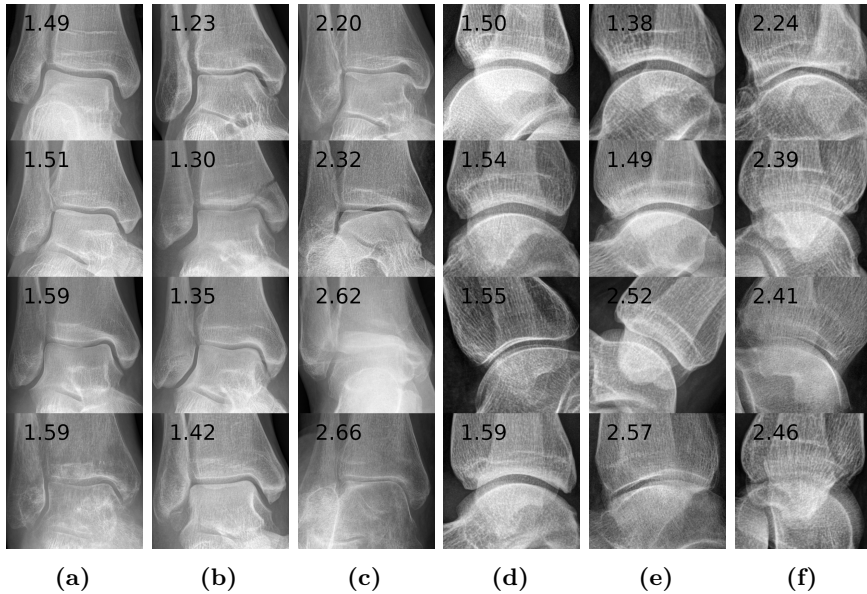 1.49 1.23 2.20 1.50 1.38 2.24
1.51 1.30 2.32 1.54 1.49 2.39
1.59 1.35 2.62 1.55 2.52 2.41
1.59 1.42 2.66 1.59 2.57 2.46
(a) (b) (c) (d) (e) (f)